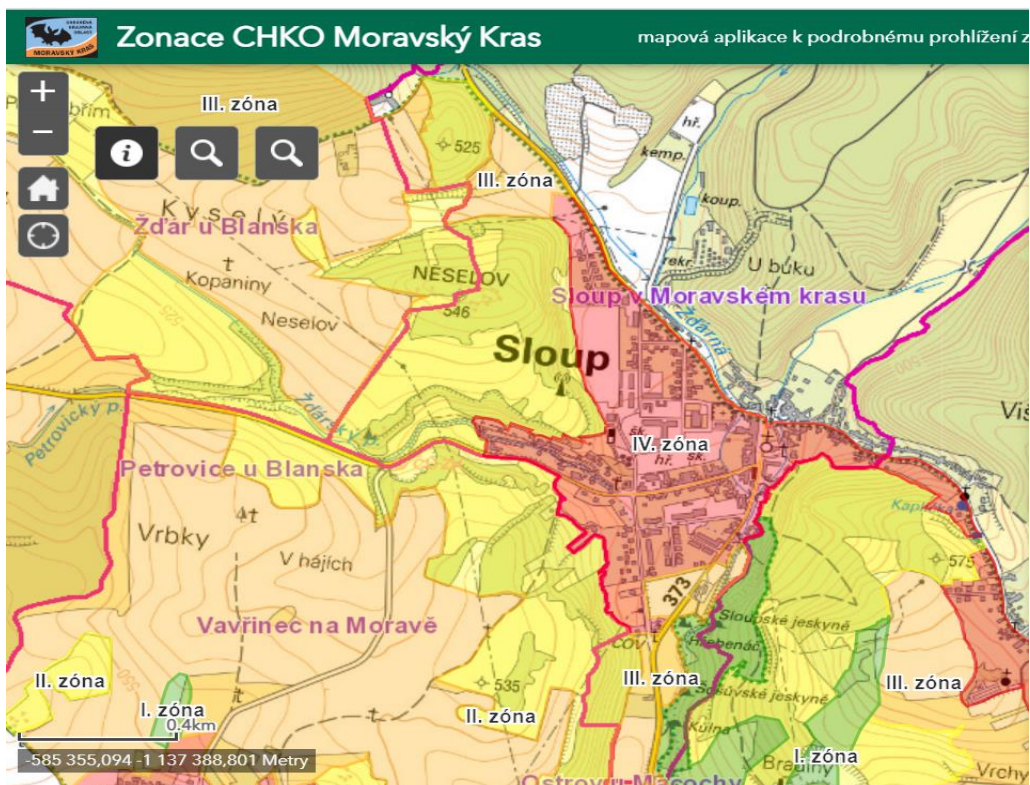 CHRÁNĚNÁ
KRAJINNÁ
OBLAST
MORAVSKÝ KRAS
Zonace CHKO Moravský Kras
mapová aplikace k podrobnému prohlížení z
+
−
III. zóna
525
III. zóna
hř.
kemp.
koup.
rekr.
U buku
Kyselý
Žďár u Blanska
Kopaniny
NESELOV
546
Neselov
525
Sloup v Moravském krasu
Žďárná
500
Sloup
Petrovický p.
Žďárský
Viš
IV. zóna
šk.
hř.
šk.
Petrovice u Blanska
Vrbky
V hájích
Kaplička
575
373
Vavřinec na Moravě
Sloupské jeskyně
Hřebenáč
ČOV
II. zóna
550
535
III. zóna
III. zóna
Šošůvské jeskyně
I. zóna
II. zóna
Kůlna
0.4km
I. zóna
-585 355,094 -1 137 388,801 Metry
Ostrov u Macochy
Bradiny
Vrchy